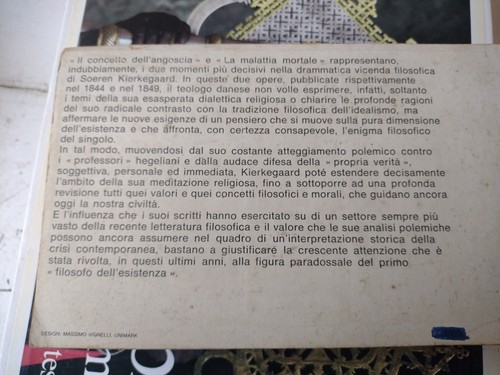 « Il concetto dell'angoscia » e « La malattia mortale » rappresentano,
indubbiamente, i due momenti più decisivi nella drammatica vicenda filosofica
di Soeren Kierkegaard. In queste due opere, pubblicate rispettivamente
nel 1844 e nel 1849, il teologo danese non volle esprimere, infatti, soltanto
i temi della sua esasperata dialettica religiosa o chiarire le profonde ragioni
del suo radicale contrasto con la tradizione filosofica dell'idealismo, ma
affermare le nuove esigenze di un pensiero che si muove sulla pura dimensione
dell'esistenza e che affronta, con certezza consapevole, l'enigma filosofico
del singolo.
In tal modo, muovendosi dal suo costante atteggiamento polemico contro
i « professori » hegeliani e dalla audace difesa della « propria verità »,
soggettiva, personale ed immediata, Kierkegaard poté estendere decisamente
l'ambito della sua meditazione religiosa, fino a sottoporre ad una profonda
revisione tutti quei valori e quei concetti filosofici e morali, che guidano ancora
oggi la nostra civiltà.
E l'influenza che i suoi scritti hanno esercitato su di un settore sempre più
vasto della recente letteratura filosofica e il valore che le sue analisi polemiche
possono ancora assumere nel quadro di un'interpretazione storica della
crisi contemporanea, bastano a giustificare la crescente attenzione che è
stata rivolta, in questi ultimi anni, alla figura paradossale del primo
« filosofo dell'esistenza ».
DESIGN: MASSIMO VIGNELLI, UNIMARK